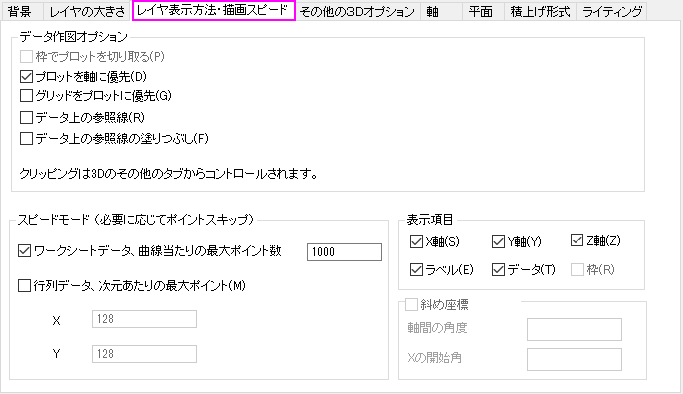 背景 レイヤの大きさ レイヤ表示方法・描画スピード その他の3Dオプション 軸 平面 積上げ形式 ライティング
データ作図オプション
枠でプロットを切り取る(P)
プロットを軸に優先(D)
グリッドをプロットに優先(G)
データ上の参照線(R)
データ上の参照線の塗りつぶし(F)
クリッピングは3Dのその他のタブからコントロールされます。
スピードモード（必要に応じてポイントスキップ)
ワークシートデータ、曲線当たりの最大ポイント数 1000
行列データ、次元あたりの最大ポイント(M)
X 128
Y 128
表示項目
X軸(S) Y軸(Y) Z軸(Z)
ラベル(E) データ(T) 枠(R)
斜め座標
軸間の角度
Xの開始角